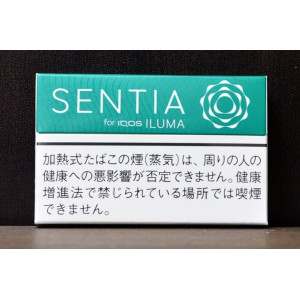 SENTIA
for IQOS ILUMA
加熱式たばこの煙(蒸気)は、周りの人の
健康への悪影響が否定できません。健康
増進法で禁じられている場所では喫煙
できません。